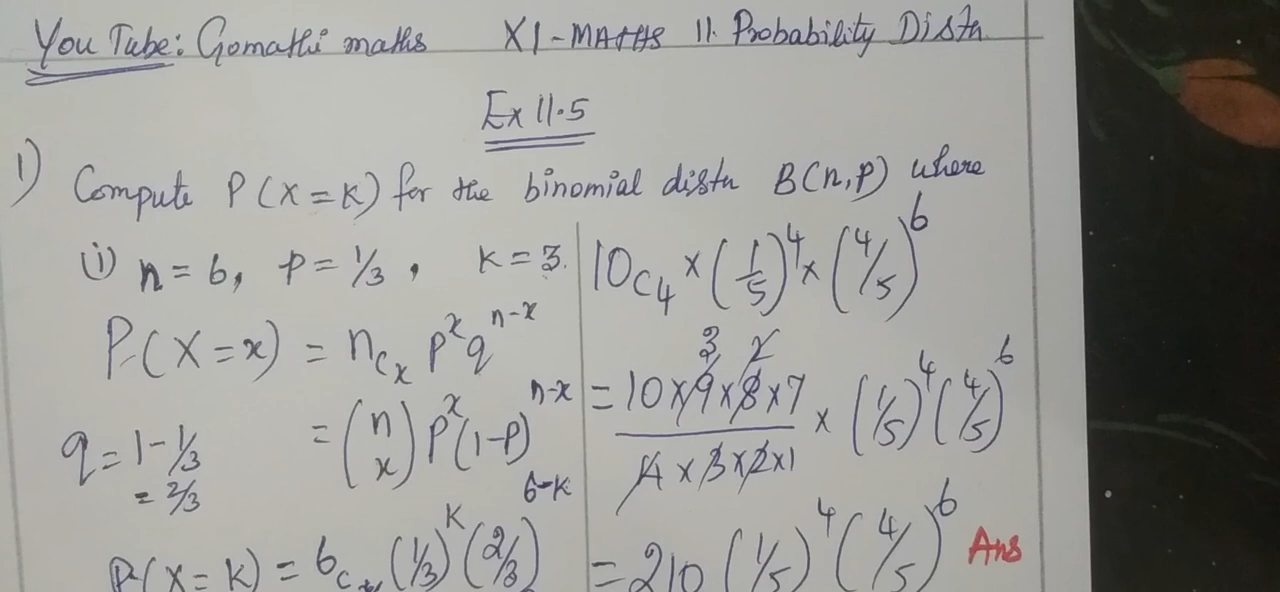 You Tube: Gomathi maths XI-MATHS 11. Probability Distn
Ex 11.5
1) Compute P(X=K) for the binomial distn B(n,p) where
(i) n = 6, p = 1/3, k = 3.
P(X=x) = nCx p^x q^n-x
q = 1-1/3
= 2/3
= (n x) p^x (1-p)^n-x
P(X=K) = 6C (1/3)^K (2/3)^6-K
10C4 × (1/5)^4 × (4/5)^6
= 10×9×8×7 / 4×3×2×1 × (1/5)^4 (4/5)^6
3 2
= 210 (1/5)^4 (4/5)^6 Ans